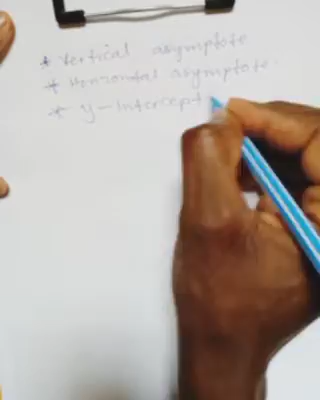 * Vertical asymptote
* Horizontal asymptote.
* y-intercept